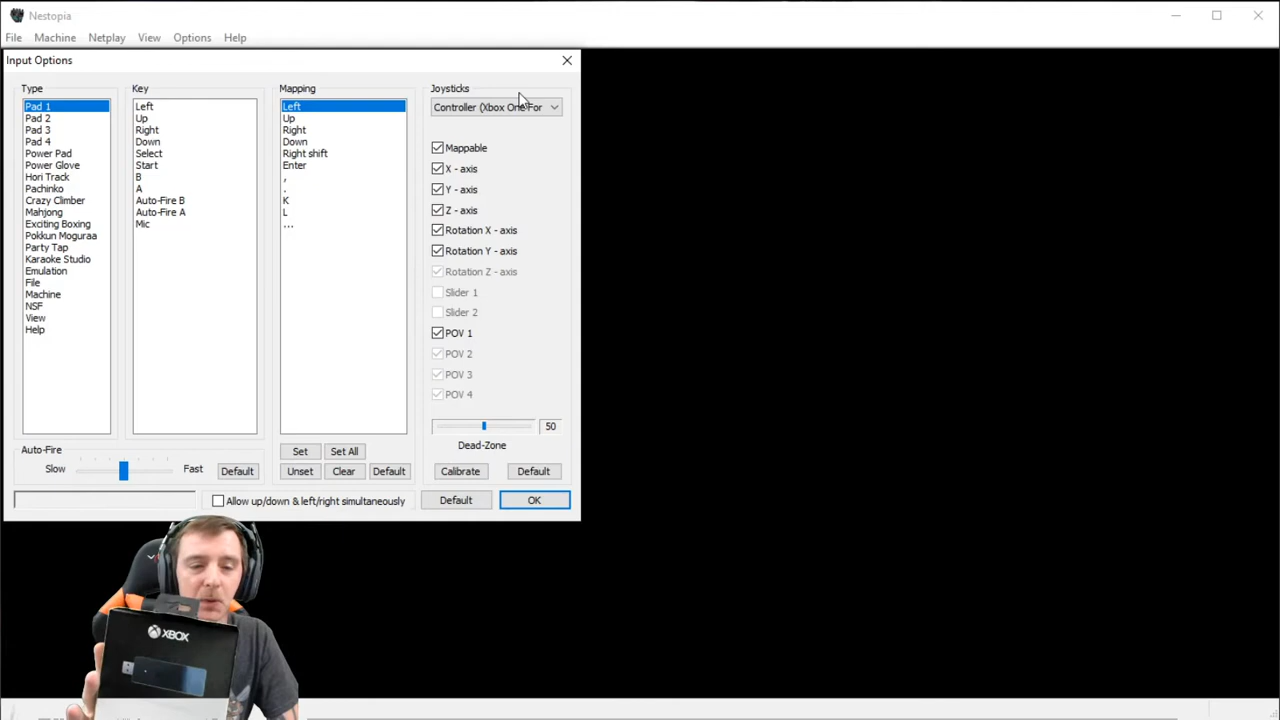 Nestopia
File Machine Netplay View Options Help
Input Options
Type
Pad 1
Pad 2
Pad 3
Pad 4
Power Pad
Power Glove
Hori Track
Pachinko
Crazy Climber
Mahjong
Exciting Boxing
Pokkun Moguraa
Party Tap
Karaoke Studio
Emulation
File
Machine
NSF
View
Help
Key
Left
Up
Right
Down
Select
Start
B
A
Auto-Fire B
Auto-Fire A
Mic
Mapping
Left
Up
Right
Down
Right shift
Enter
,
.
K
L
...
Joysticks
Controller (Xbox One For
Mappable
X - axis
Y - axis
Z - axis
Rotation X - axis
Rotation Y - axis
Rotation Z - axis
Slider 1
Slider 2
POV 1
POV 2
POV 3
POV 4
50
Dead-Zone
Calibrate Default
Auto-Fire
Slow Fast Default
Set Set All
Unset Clear Default
Allow up/down & left/right simultaneously
Default OK
XBOX